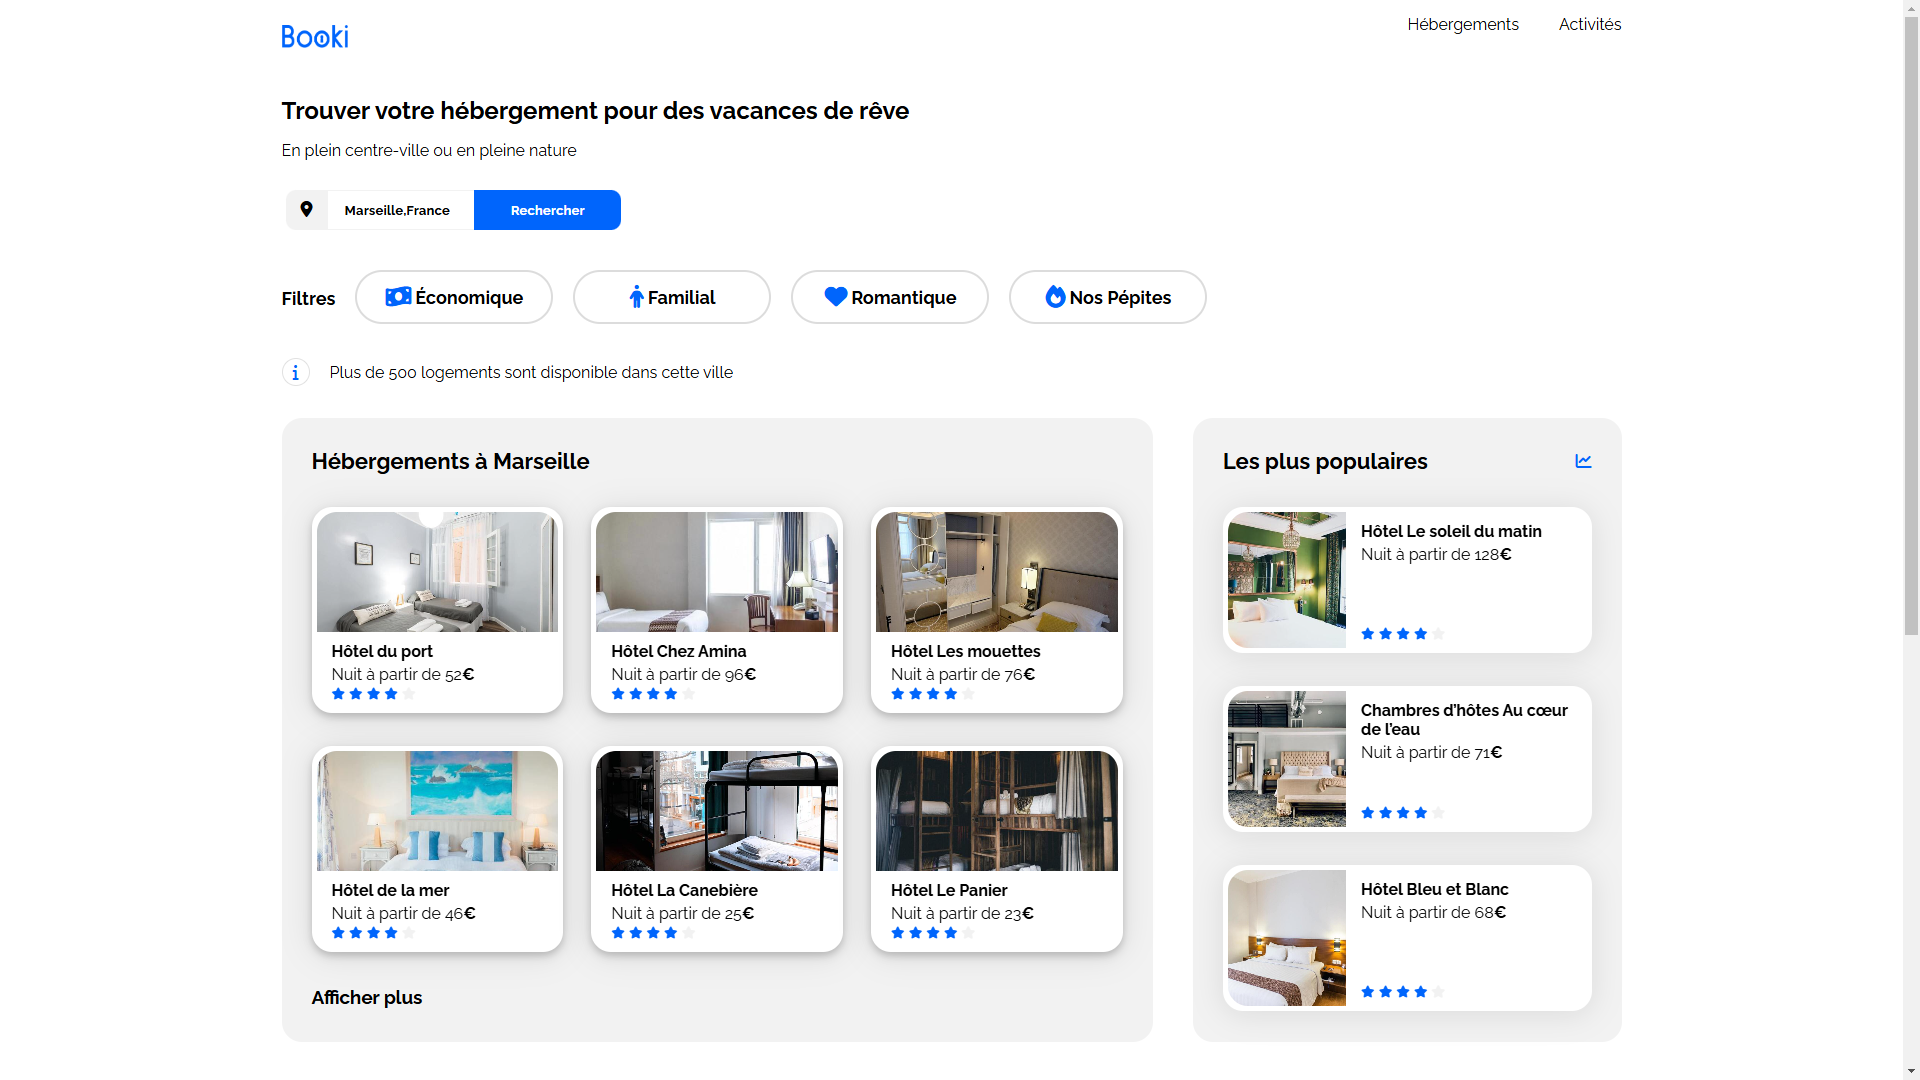 Booki
Hébergements
Activités
Trouver votre hébergement pour des vacances de rêve
En plein centre-ville ou en pleine nature
Marseille,France
Rechercher
Filtres
Économique
Familial
Romantique
Nos Pépites
Plus de 500 logements sont disponible dans cette ville
Hébergements à Marseille
Hôtel du port
Nuit à partir de 52€
Hôtel Chez Amina
Nuit à partir de 96€
Hôtel Les mouettes
Nuit à partir de 76€
Hôtel de la mer
Nuit à partir de 46€
Hôtel La Canebière
Nuit à partir de 25€
Hôtel Le Panier
Nuit à partir de 23€
Afficher plus
Les plus populaires
Hôtel Le soleil du matin
Nuit à partir de 128€
Chambres d’hôtes Au cœur
de l’eau
Nuit à partir de 71€
Hôtel Bleu et Blanc
Nuit à partir de 68€